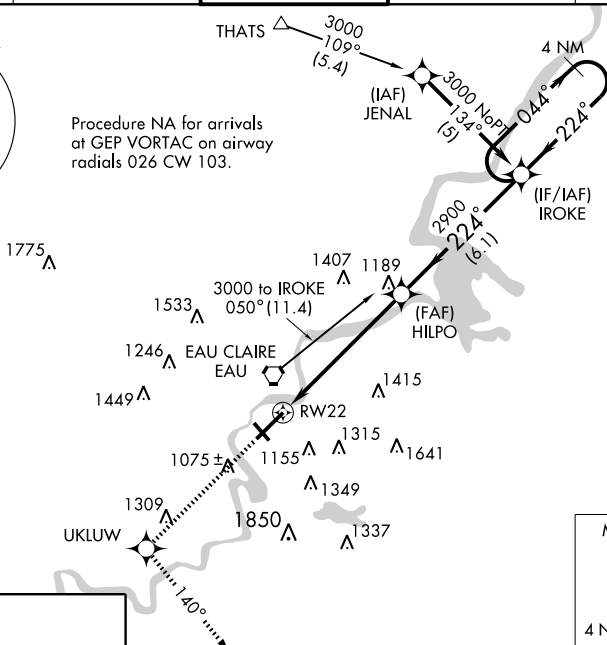 THATS
3000
109°
(5.4)
4 NM
(IAF)
JENAL
3000 NoPT
134°
(5)
044°
224°
Procedure NA for arrivals
at GEP VORTAC on airway
radials 026 CW 103.
(IF/IAF)
IROKE
2900
224°
(6.1)
1775
1407
1189
3000 to IROKE
050° (11.4)
(FAF)
HILPO
1533
1246
EAU CLAIRE
EAU
1449
1415
RW22
1075 ±
1155
1315
1641
1349
1309
1850
1337
UKLUW
140°
M
4 N